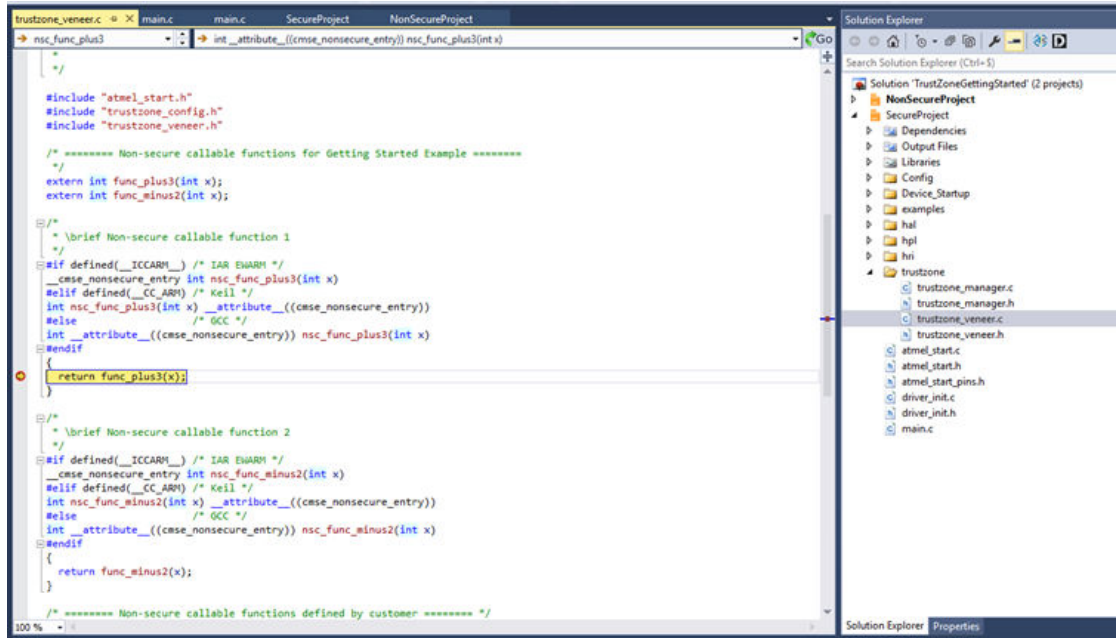 trustzone_veneer.c main.c main.c SecureProject NonSecureProject
nsc_func_plus3 int __attribute__((cmse_nonsecure_entry)) nsc_func_plus3(int x) Go
*
*/
#include "atmel_start.h"
#include "trustzone_config.h"
#include "trustzone_veneer.h"
/* ======== Non-secure callable functions for Getting Started Example ========
*/
extern int func_plus3(int x);
extern int func_minus2(int x);
/*
* \brief Non-secure callable function 1
*/
#if defined(__ICCARM__) /* IAR EWARM */
__cmse_nonsecure_entry int nsc_func_plus3(int x)
#elif defined(__CC_ARM) /* Keil */
int nsc_func_plus3(int x) __attribute__((cmse_nonsecure_entry))
#else /* GCC */
int __attribute__((cmse_nonsecure_entry)) nsc_func_plus3(int x)
#endif
{
return func_plus3(x);
}
/*
* \brief Non-secure callable function 2
*/
#if defined(__ICCARM__) /* IAR EWARM */
__cmse_nonsecure_entry int nsc_func_minus2(int x)
#elif defined(__CC_ARM) /* Keil */
int nsc_func_minus2(int x) __attribute__((cmse_nonsecure_entry))
#else /* GCC */
int __attribute__((cmse_nonsecure_entry)) nsc_func_minus2(int x)
#endif
{
return func_minus2(x);
}
/* ======== Non-secure callable functions defined by customer ======== */
100 %
Solution Explorer
Search Solution Explorer (Ctrl+$)
Solution 'TrustZoneGettingStarted' (2 projects)
NonSecureProject
SecureProject
Dependencies
Output Files
Libraries
Config
Device_Startup
examples
hal
hpl
hri
trustzone
trustzone_manager.c
trustzone_manager.h
trustzone_veneer.c
trustzone_veneer.h
atmel_start.c
atmel_start.h
atmel_start_pins.h
driver_init.c
driver_init.h
main.c
Solution Explorer Properties